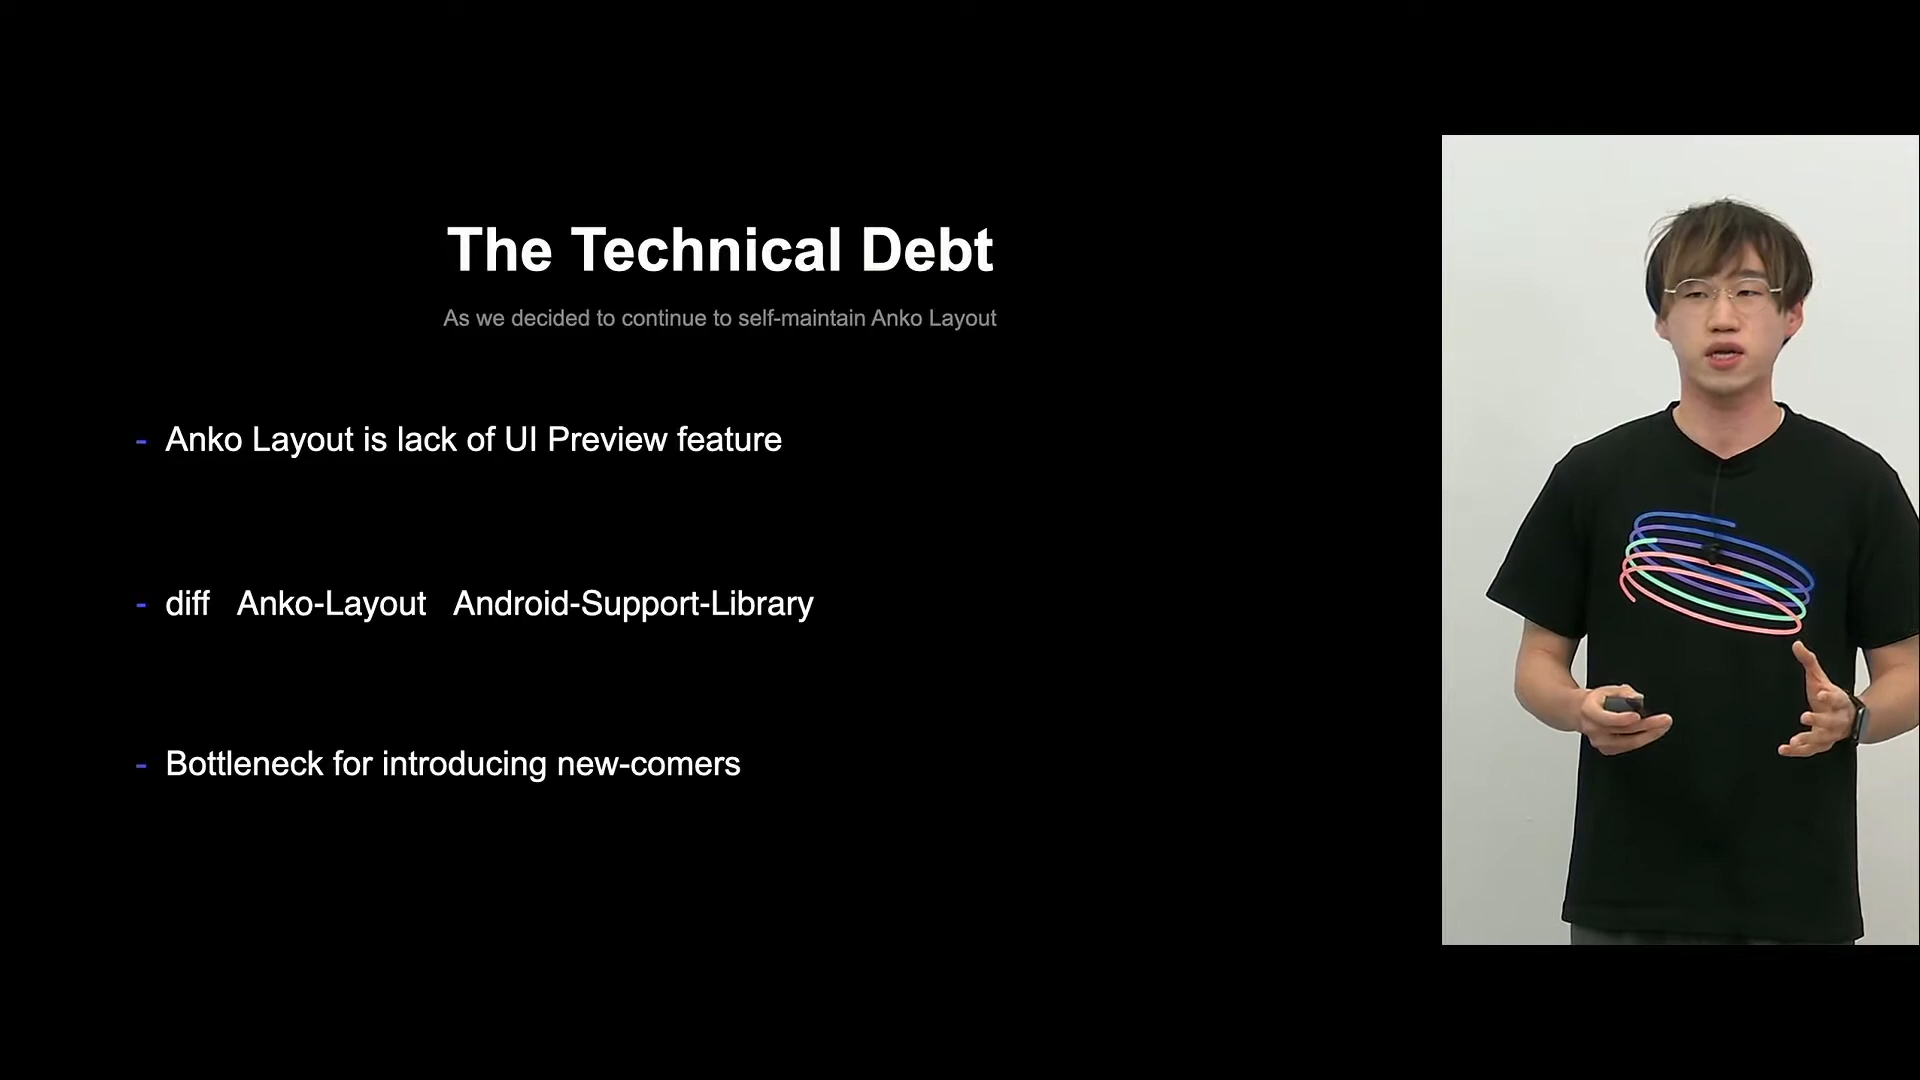 The Technical Debt
As we decided to continue to self-maintain Anko Layout
- Anko Layout is lack of UI Preview feature
- diff Anko-Layout Android-Support-Library
- Bottleneck for introducing new-comers